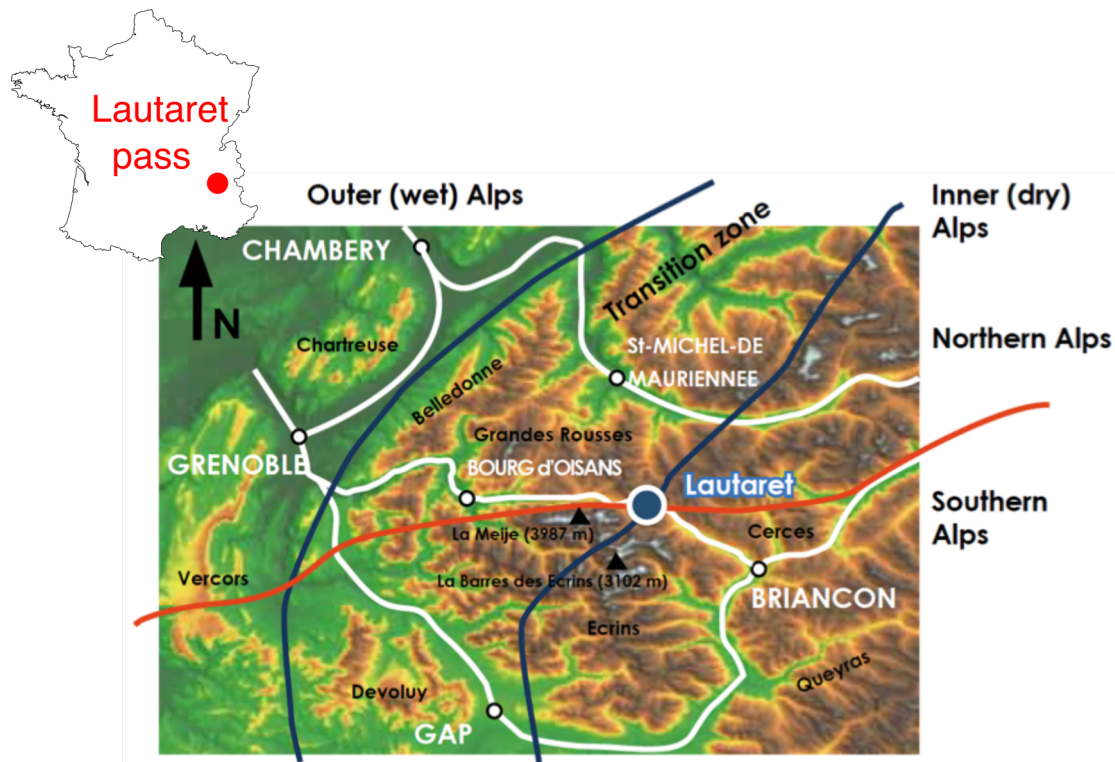 Lautaret
pass
Outer (wet) Alps
Inner (dry)
Alps
Transition zone
CHAMBERY
N
Chartreuse
St-MICHEL-DE
MAURIENNEE
Northern Alps
Belledonne
Grandes Rousses
GRENOBLE
BOURG d'OISANS
Lautaret
Southern
Alps
La Meije (3987 m)
Cerces
Vercors
La Barres des Ecrins (3102 m)
BRIANCON
Ecrins
Queyras
Devoluy
GAP